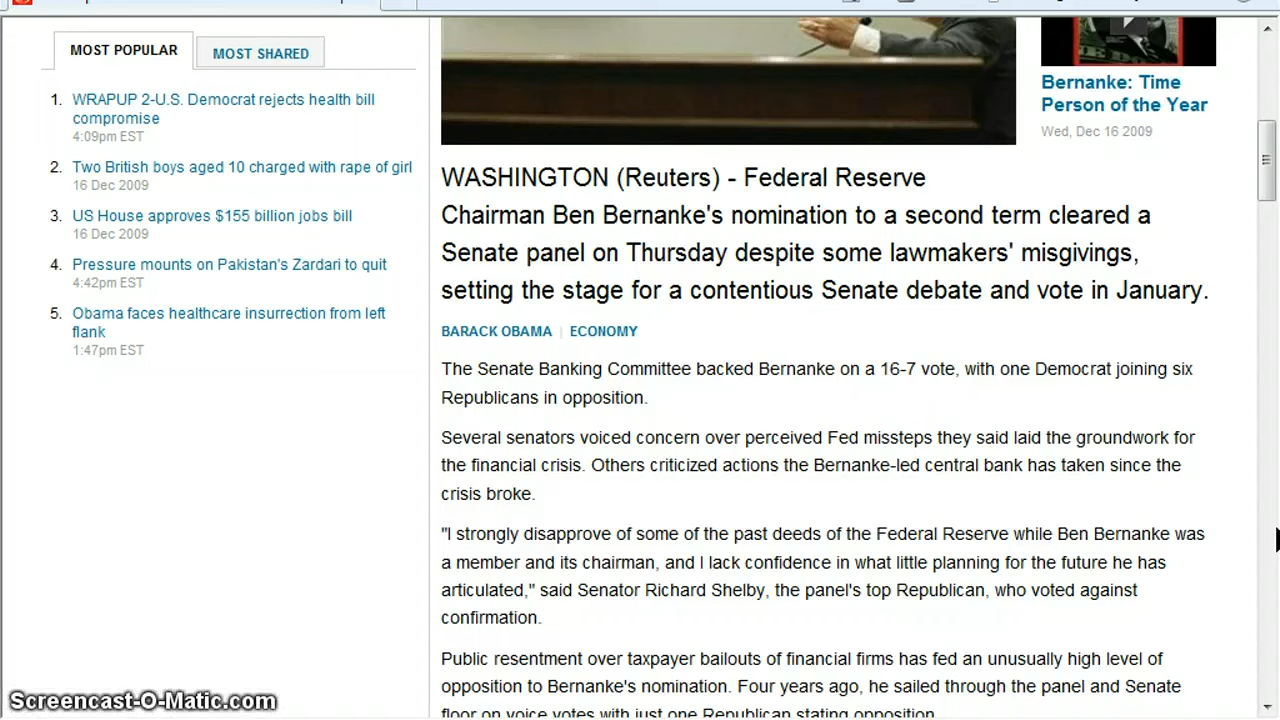 MOST POPULAR
MOST SHARED
1. WRAPUP 2-U.S. Democrat rejects health bill
compromise
4:09pm EST
2. Two British boys aged 10 charged with rape of girl
16 Dec 2009
3. US House approves $155 billion jobs bill
16 Dec 2009
4. Pressure mounts on Pakistan's Zardari to quit
4:42pm EST
5. Obama faces healthcare insurrection from left
flank
1:47pm EST
Bernanke: Time
Person of the Year
Wed, Dec 16 2009
WASHINGTON (Reuters) - Federal Reserve
Chairman Ben Bernanke's nomination to a second term cleared a
Senate panel on Thursday despite some lawmakers' misgivings,
setting the stage for a contentious Senate debate and vote in January.
BARACK OBAMA | ECONOMY
The Senate Banking Committee backed Bernanke on a 16-7 vote, with one Democrat joining six
Republicans in opposition.
Several senators voiced concern over perceived Fed missteps they said laid the groundwork for
the financial crisis. Others criticized actions the Bernanke-led central bank has taken since the
crisis broke.
"I strongly disapprove of some of the past deeds of the Federal Reserve while Ben Bernanke was
a member and its chairman, and I lack confidence in what little planning for the future he has
articulated," said Senator Richard Shelby, the panel's top Republican, who voted against
confirmation.
Public resentment over taxpayer bailouts of financial firms has fed an unusually high level of
opposition to Bernanke's nomination. Four years ago, he sailed through the panel and Senate
floor on voice votes with just one Republican stating opposition.
Screencast-O-Matic.com